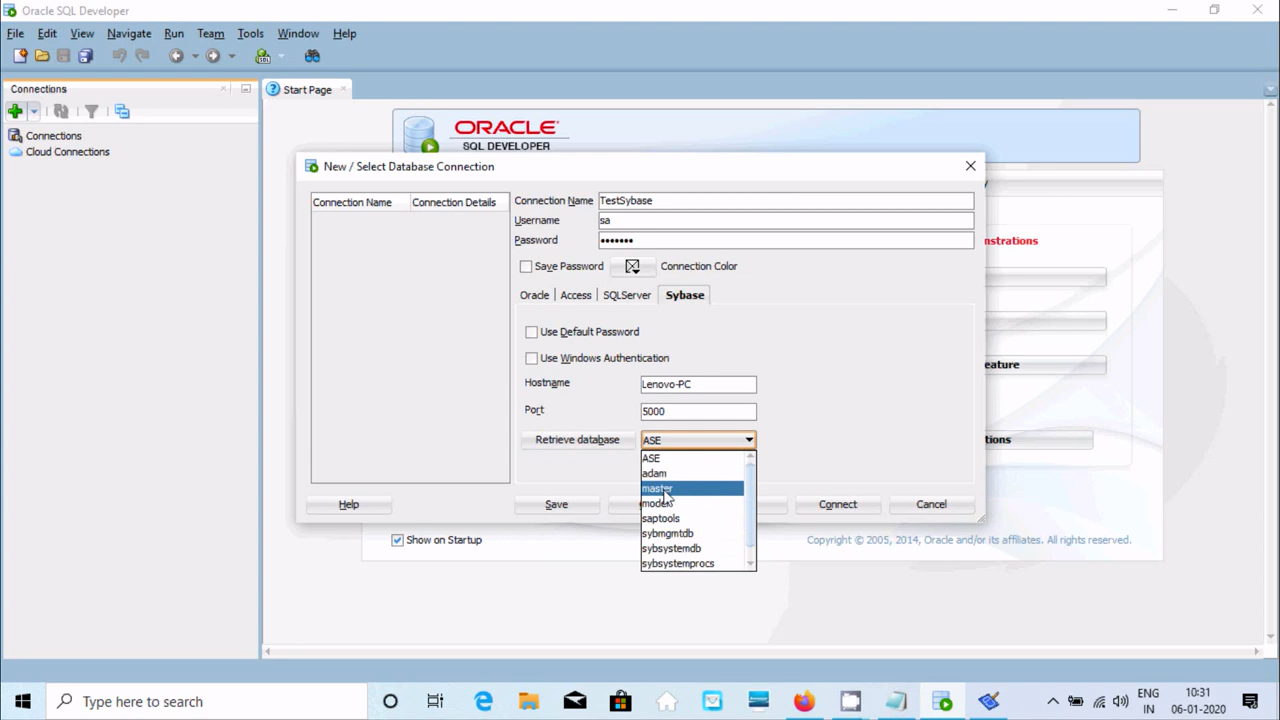 Oracle SQL Developer
File Edit View Navigate Run Team Tools Window Help
Connections
Start Page
Connections
Cloud Connections
ORACLE
SQL DEVELOPER
New / Select Database Connection
Connection Name Connection Details
Connection Name TestSybase
Username sa
Password •••••••
Save Password Connection Color
nstrations
Oracle Access SQLServer Sybase
Use Default Password
Use Windows Authentication
eature
Hostname Lenovo-PC
Port 5000
Retrieve database ASE
tions
ASE
adam
master
model
saptools
sybmgmtdb
sybsystemdb
sybsystemprocs
Help Save Connect Cancel
Show on Startup
Copyright © 2005, 2014, Oracle and/or its affiliates. All rights reserved.
Type here to search
ENG
IN
10:31
06-01-2020